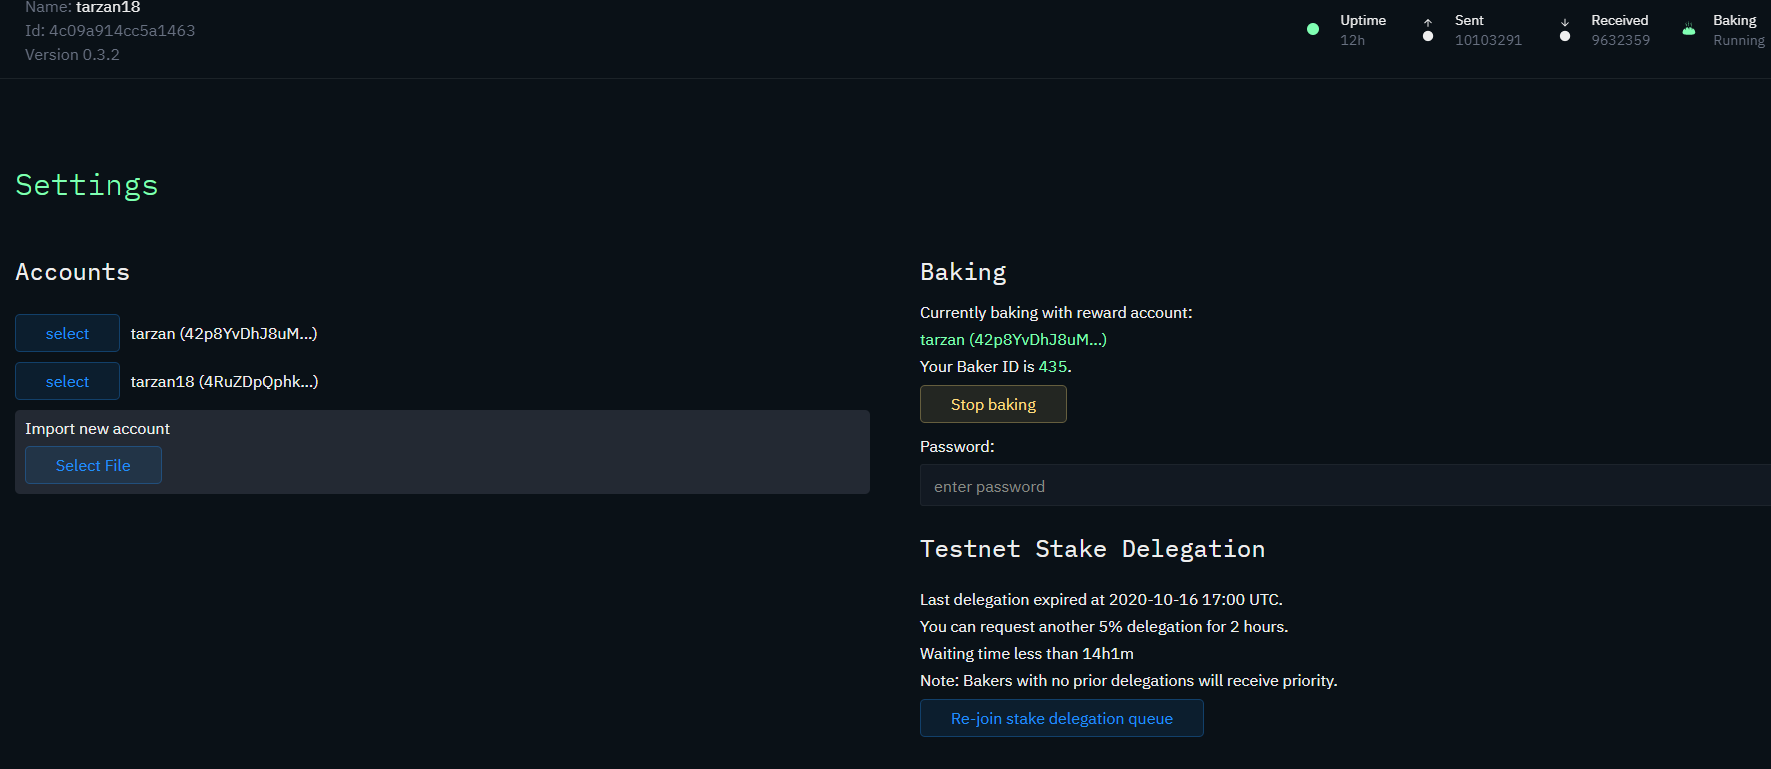 Name: tarzan18
Id: 4c09a914cc5a1463
Version 0.3.2
Uptime
12h
Sent
10103291
Received
9632359
Baking
Running
Settings
Accounts
select tarzan (42p8YvDhJ8uM...)
select tarzan18 (4RuZDpQphk...)
Import new account
Select File
Baking
Currently baking with reward account:
tarzan (42p8YvDhJ8uM...)
Your Baker ID is 435.
Stop baking
Password:
enter password
Testnet Stake Delegation
Last delegation expired at 2020-10-16 17:00 UTC.
You can request another 5% delegation for 2 hours.
Waiting time less than 14h1m
Note: Bakers with no prior delegations will receive priority.
Re-join stake delegation queue